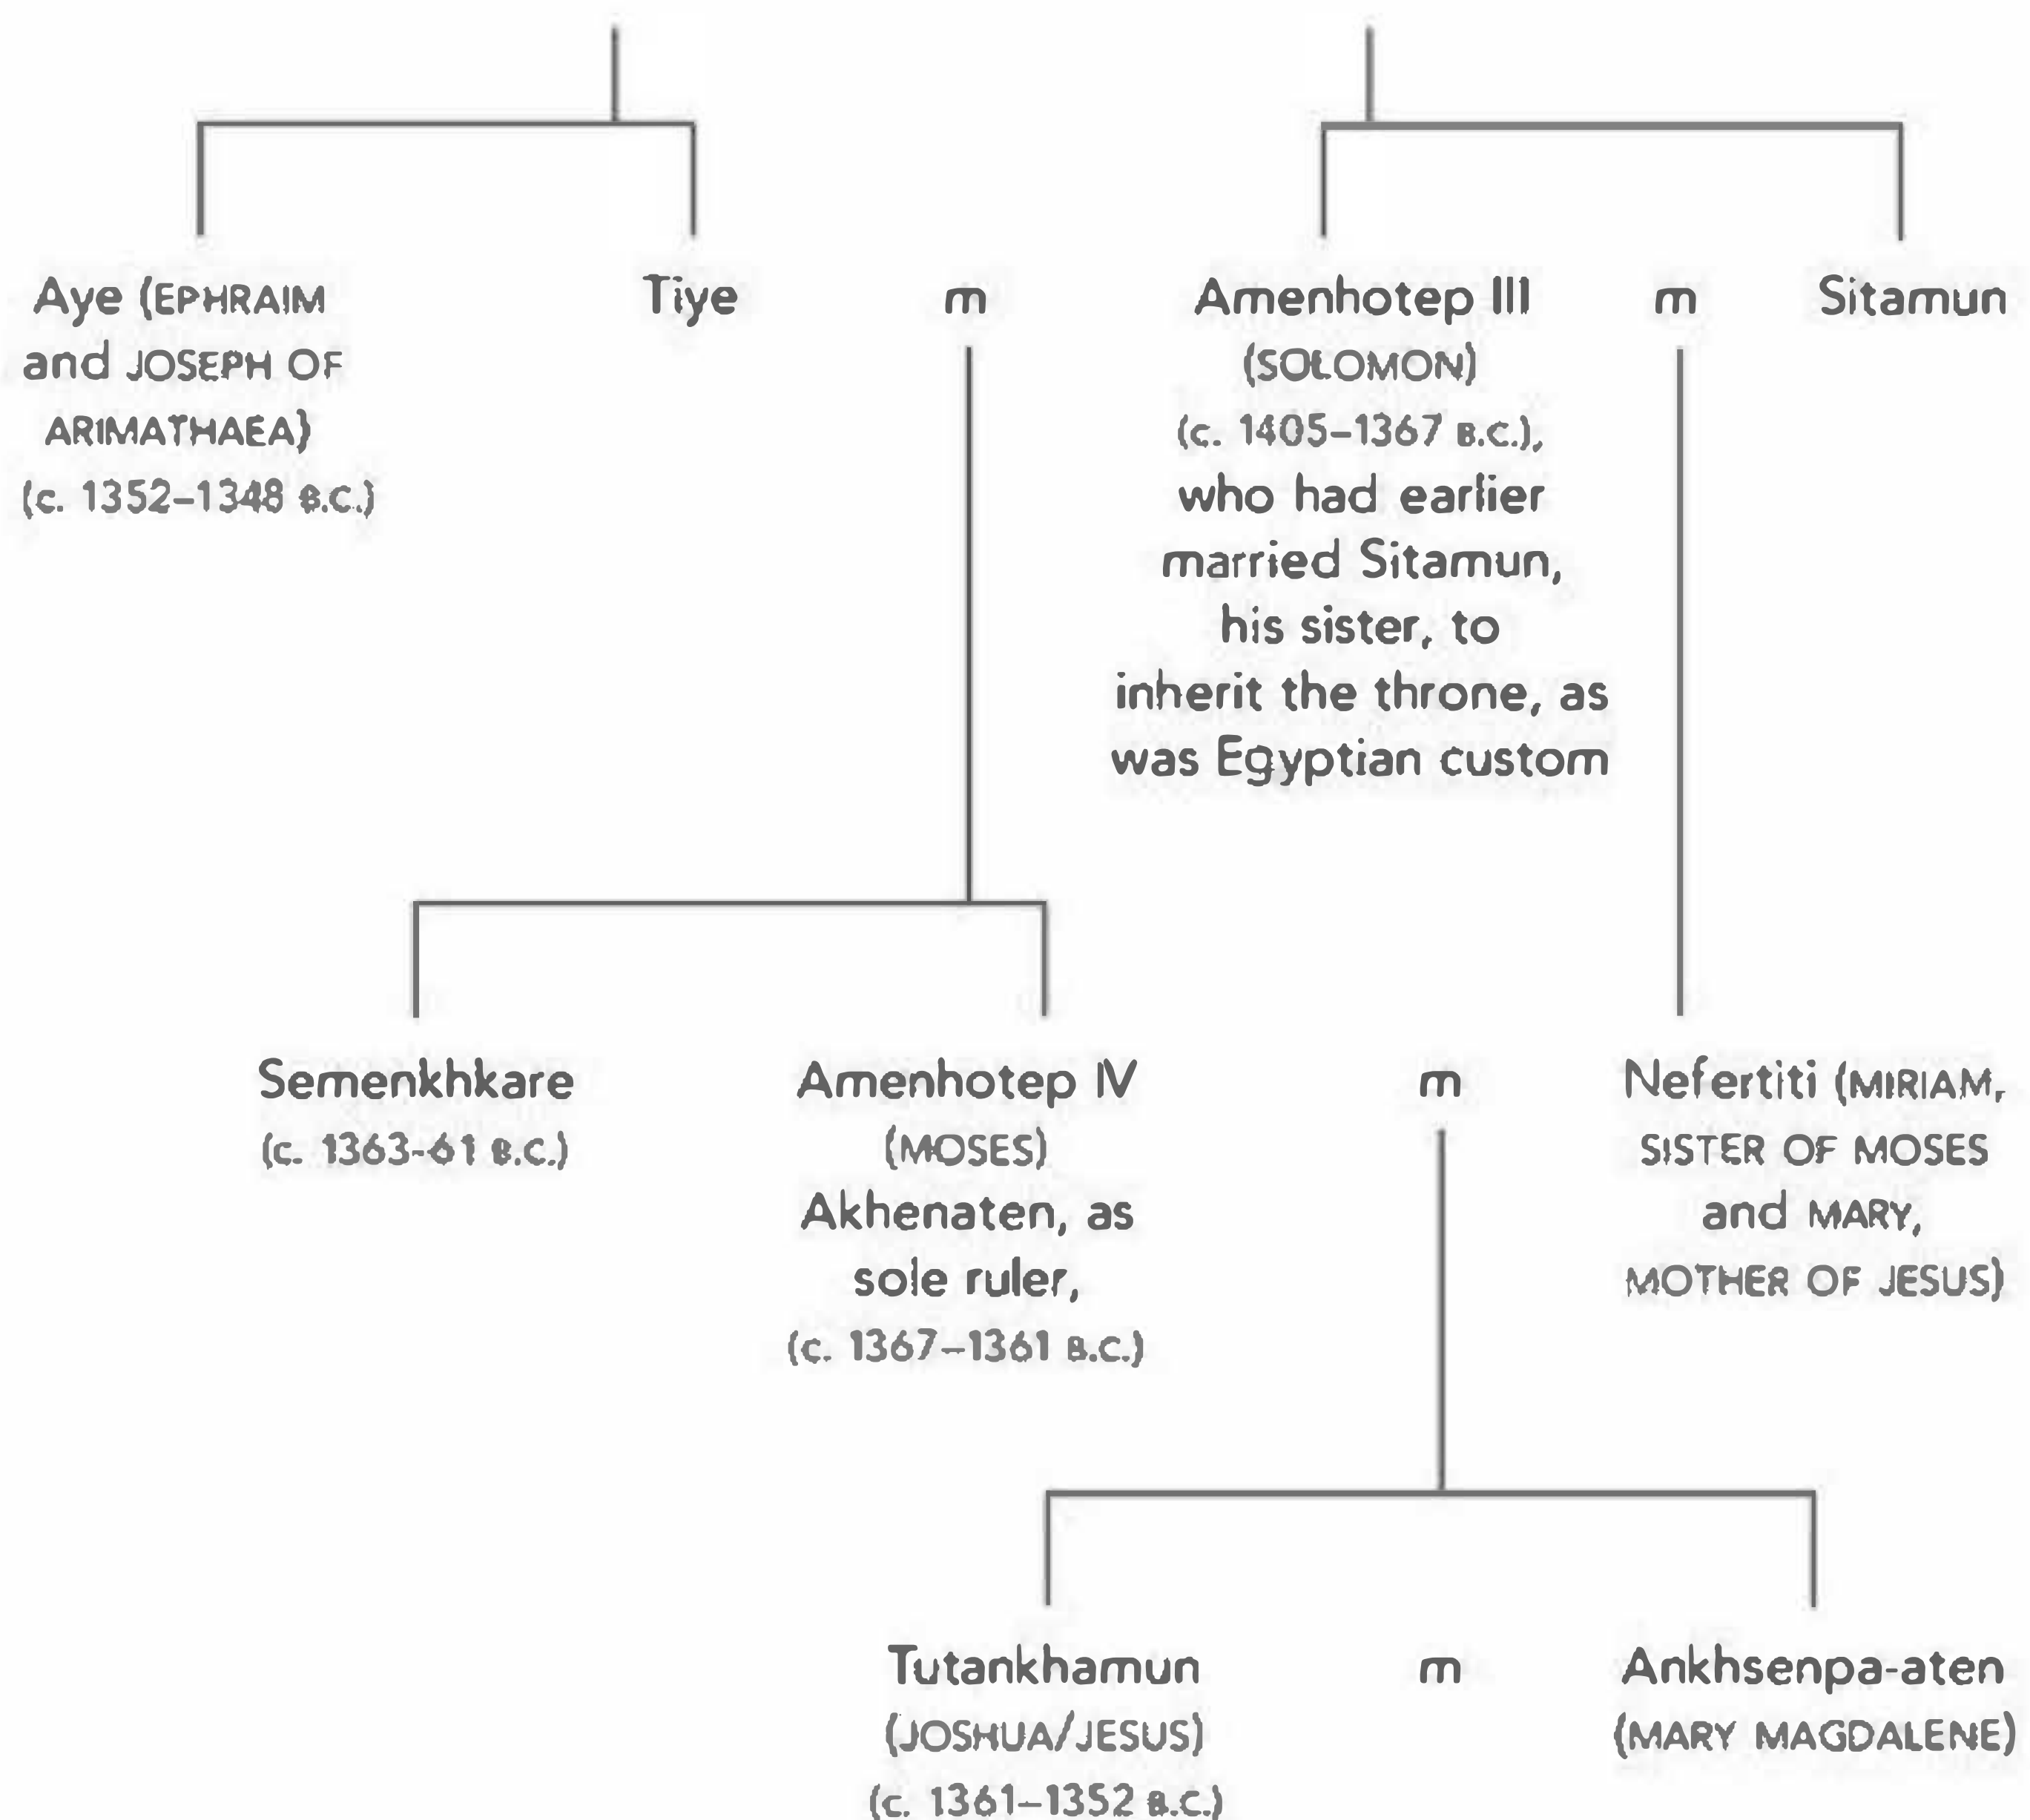 Aye (EPHRAIM
and JOSEPH OF
ARIMATHAEA)
(c. 1352–1348 B.C.)
Tiye
m
Amenhotep III
(SOLOMON)
(c. 1405–1367 B.C.),
who had earlier
married Sitamun,
his sister, to
inherit the throne, as
was Egyptian custom
m
Sitamun
Semenkhkare
(c. 1363-61 B.C.)
Amenhotep IV
(MOSES)
Akhenaten, as
sole ruler,
(c. 1367–1361 B.C.)
m
Nefertiti (MIRIAM,
SISTER OF MOSES
and MARY,
MOTHER OF JESUS)
Tutankhamun
(JOSHUA/JESUS)
(c. 1361–1352 B.C.)
m
Ankhsenpa-aten
(MARY MAGDALENE)